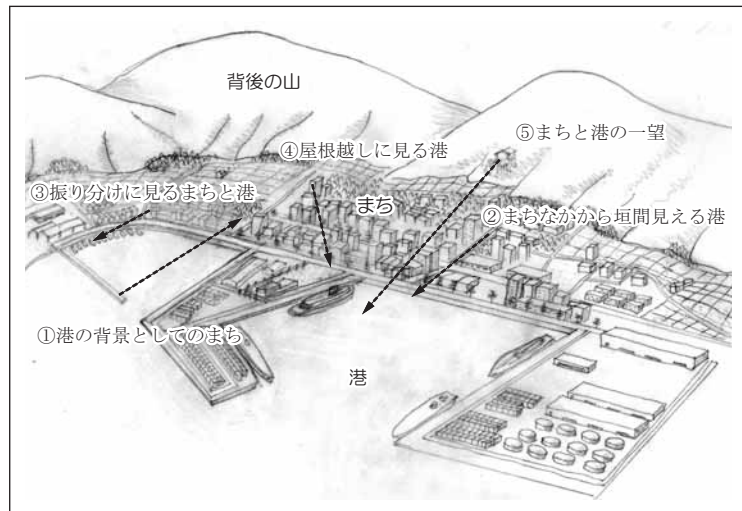 背後の山
⑤まちと港の一望
④屋根越しに見る港
③振り分けに見るまちと港
まち
②まちなかから垣間見える港
①港の背景としてのまち
港